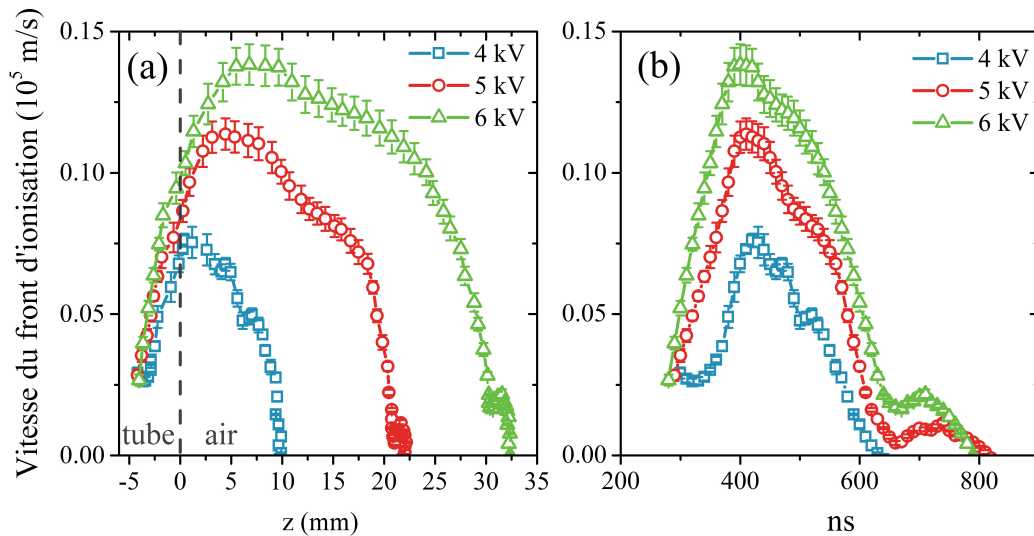 Vitesse du front d'ionisation (10⁵ m/s)
0.15
0.10
0.05
0.00
(a)
4 kV
5 kV
6 kV
tube
air
-5 0 5 10 15 20 25 30 35
z (mm)
(b)
4 kV
5 kV
6 kV
0.15
0.10
0.05
0.00
200 400 600 800
ns